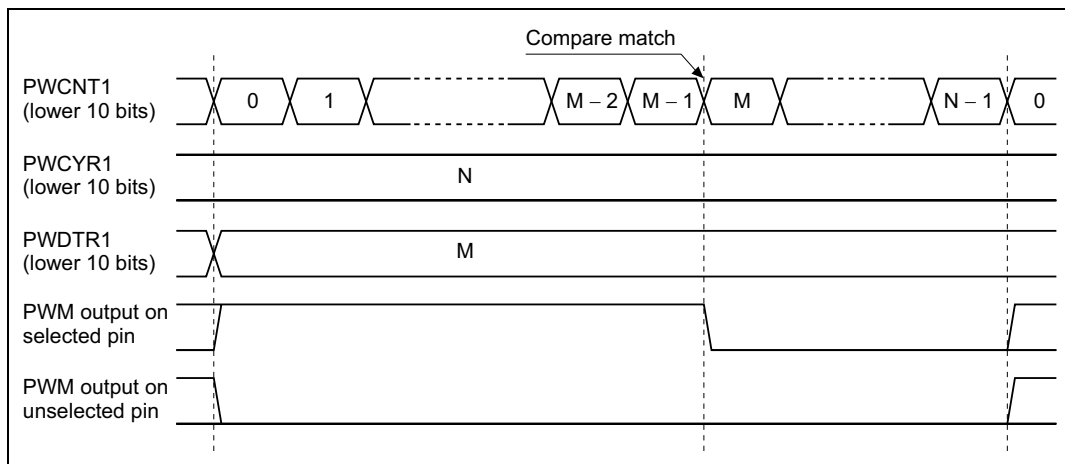 Compare match
PWCNT1
(lower 10 bits)
0 1 M – 2 M – 1 M N – 1 0
PWCYR1
(lower 10 bits)
N
PWDTR1
(lower 10 bits)
M
PWM output on
selected pin
PWM output on
unselected pin